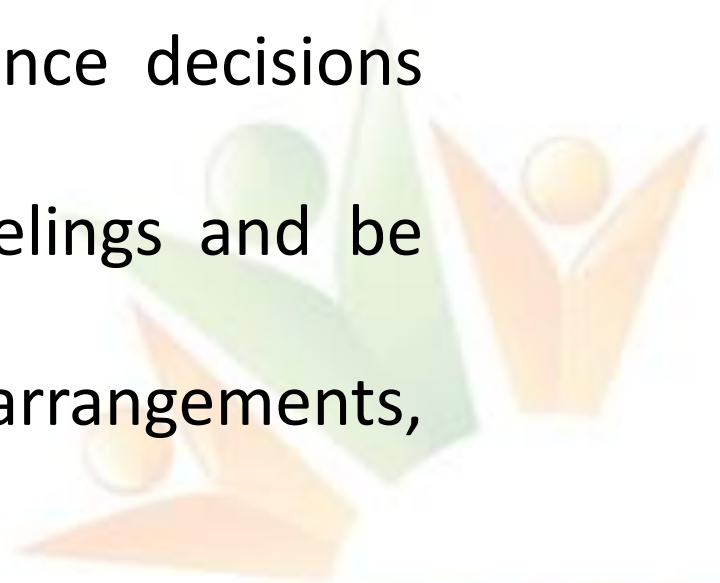 nce decisions
elings and be
arrangements,